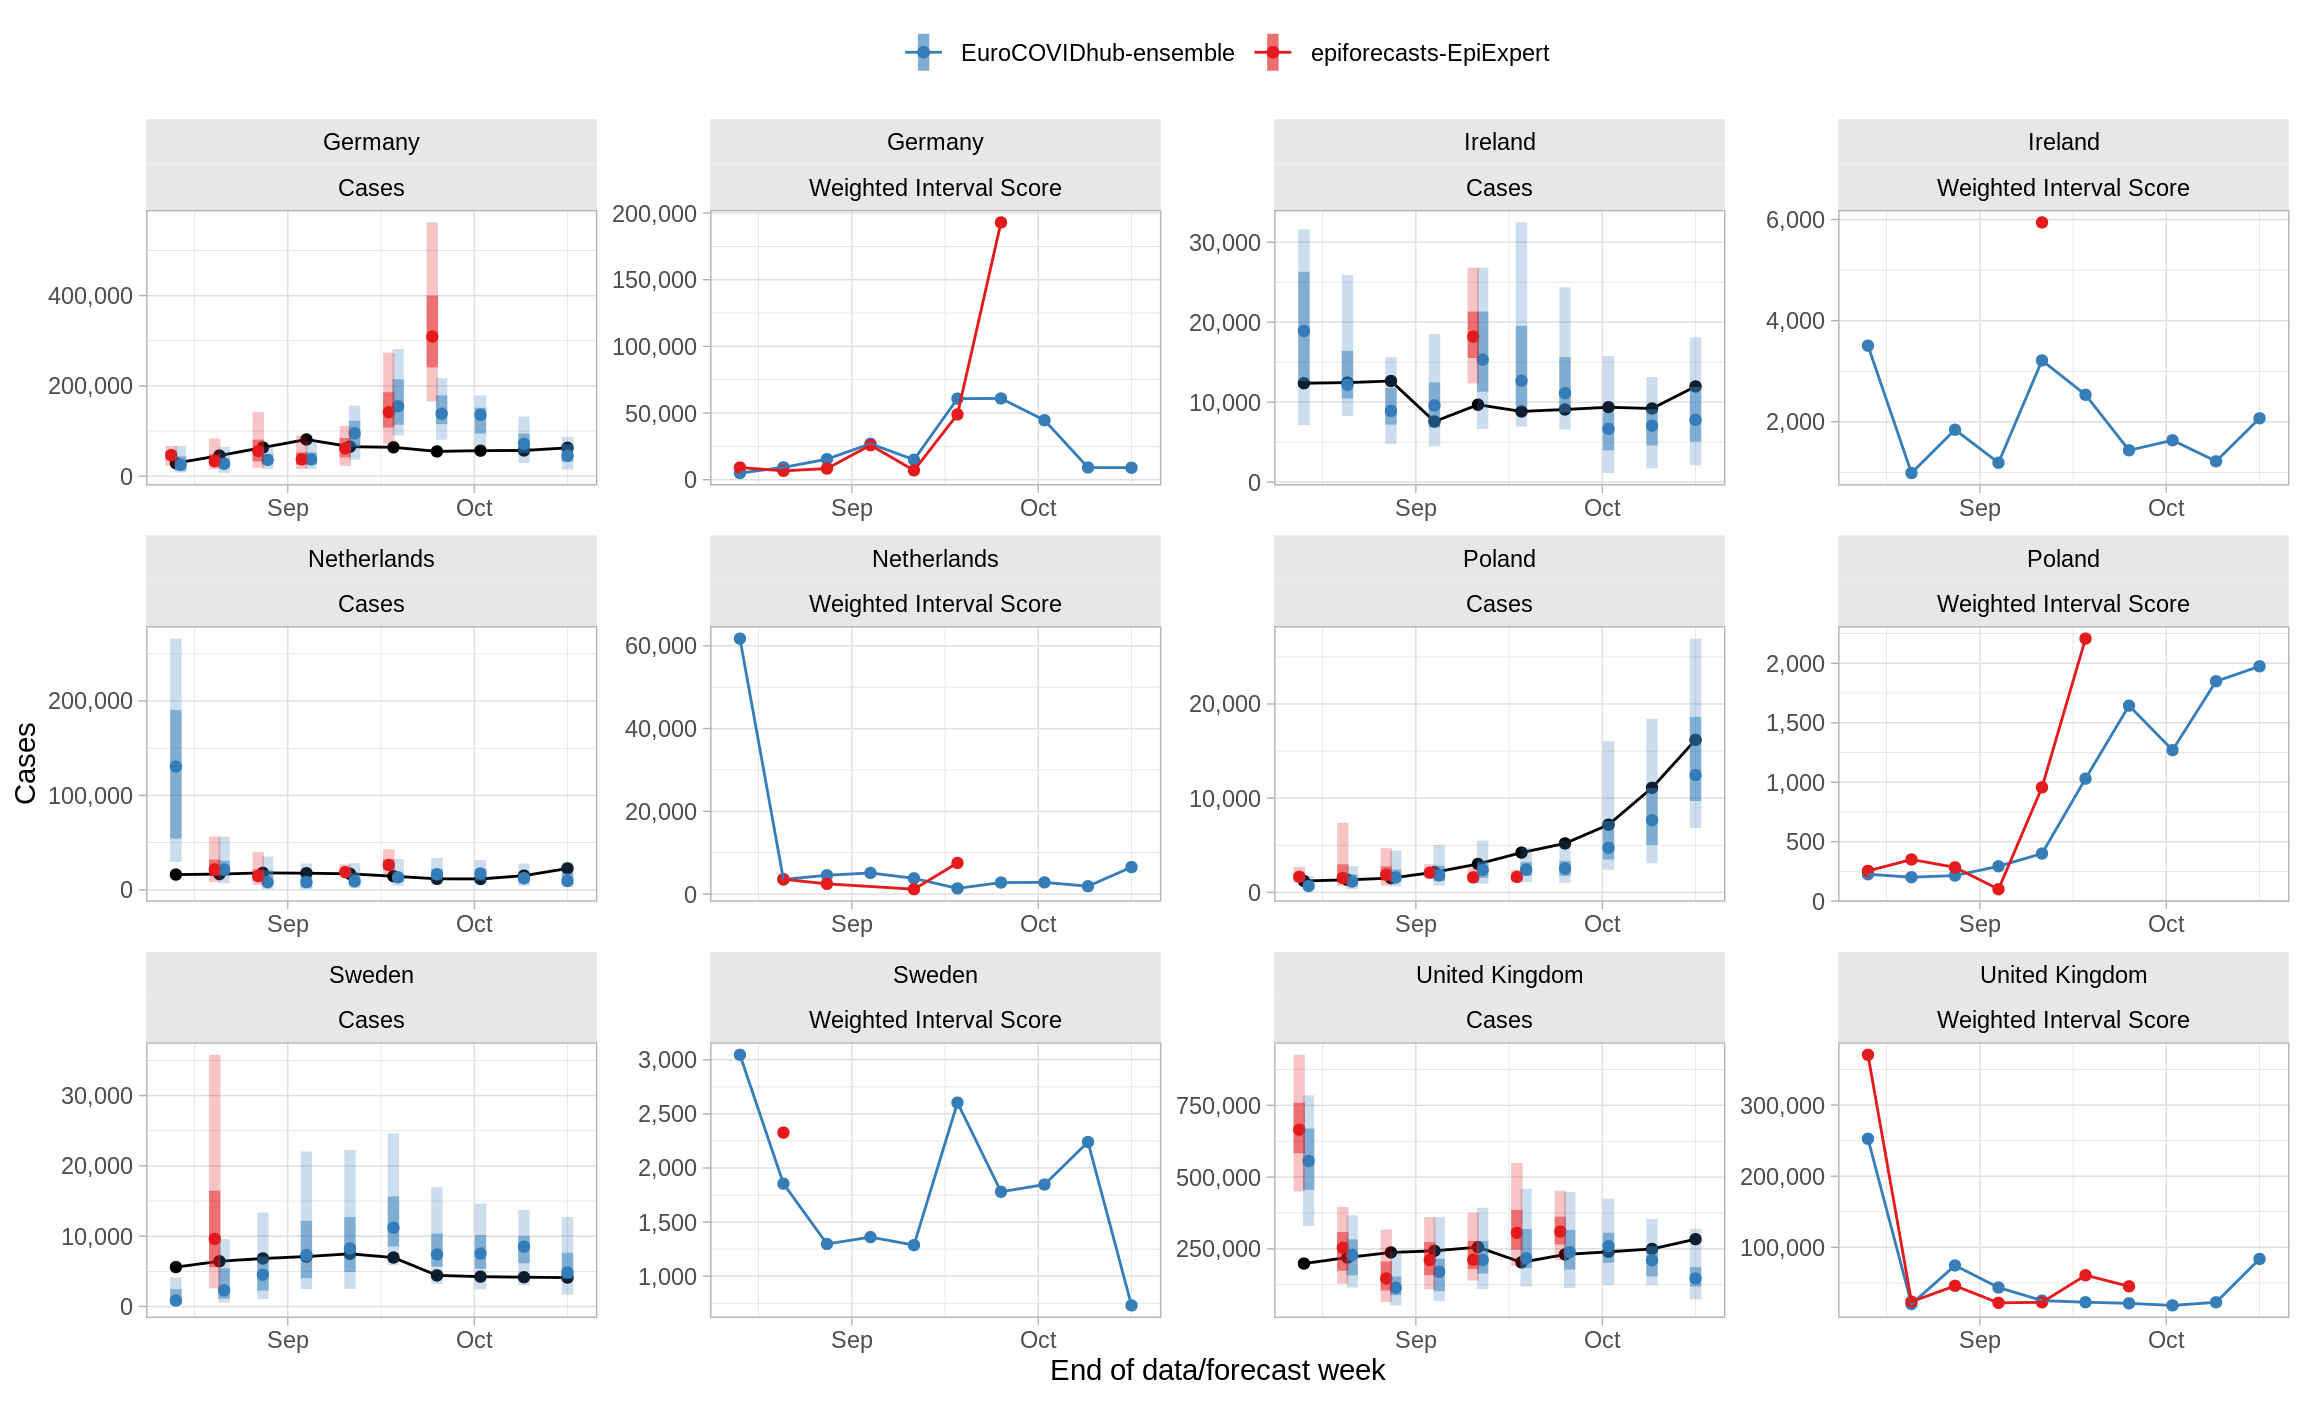 EuroCOVIDhub-ensemble epiforecasts-EpiExpert
Germany Germany Ireland Ireland
Cases Weighted Interval Score Cases Weighted Interval Score
400,000
200,000
0
Sep Oct
200,000
150,000
100,000
50,000
0
Sep Oct
30,000
20,000
10,000
0
Sep Oct
6,000
4,000
2,000
Sep Oct
Netherlands Netherlands Poland Poland
Cases Weighted Interval Score Cases Weighted Interval Score
Cases
200,000
100,000
0
Sep Oct
60,000
40,000
20,000
0
Sep Oct
20,000
10,000
0
Sep Oct
2,000
1,500
1,000
500
0
Sep Oct
Sweden Sweden United Kingdom United Kingdom
Cases Weighted Interval Score Cases Weighted Interval Score
30,000
20,000
10,000
0
Sep Oct
3,000
2,500
2,000
1,500
1,000
Sep Oct
750,000
500,000
250,000
Sep Oct
300,000
200,000
100,000
Sep Oct
End of data/forecast week